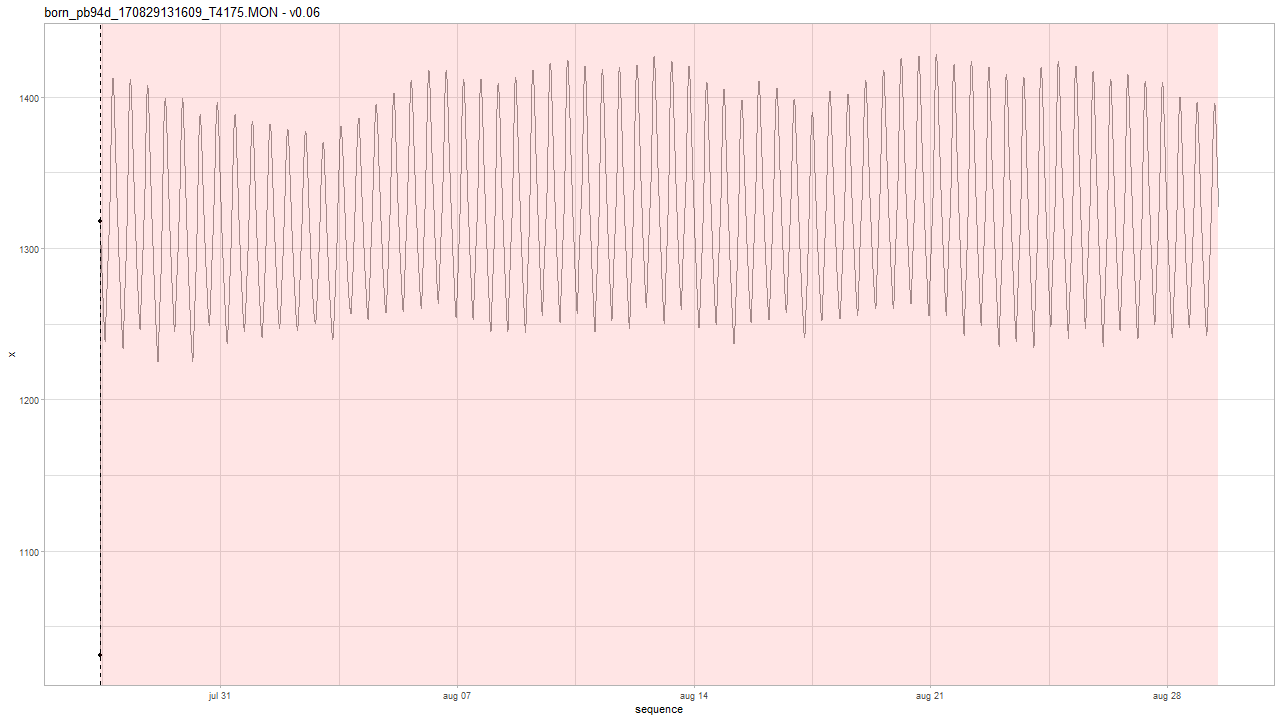 born_pb94d_170829131609_T4175.MON - v0.06
1400
1300
x
1200
1100
jul 31 aug 07 aug 14 aug 21 aug 28
sequence